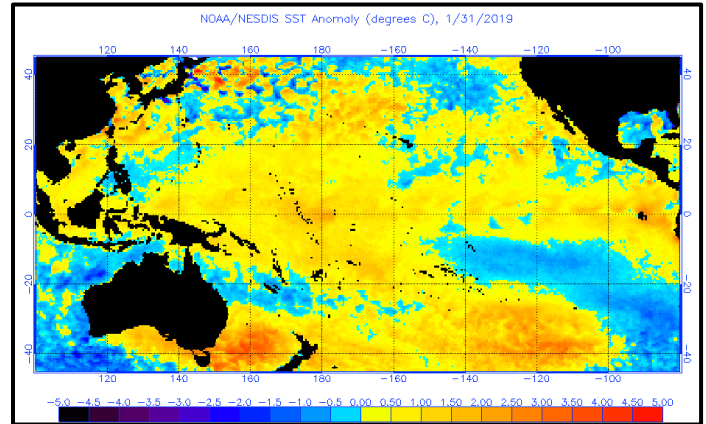 NOAA/NESDIS SST Anomaly (degrees C), 1/31/2019
120 140 160 180 -160 -140 -120 -100
40 40
20 20
0 0
-20 -20
-40 -40
120 140 160 180 -160 -140 -120 -100
-5.0 -4.5 -4.0 -3.5 -3.0 -2.5 -2.0 -1.5 -1.0 -0.5 0.00 0.50 1.00 1.50 2.00 2.50 3.00 3.50 4.00 4.50 5.00